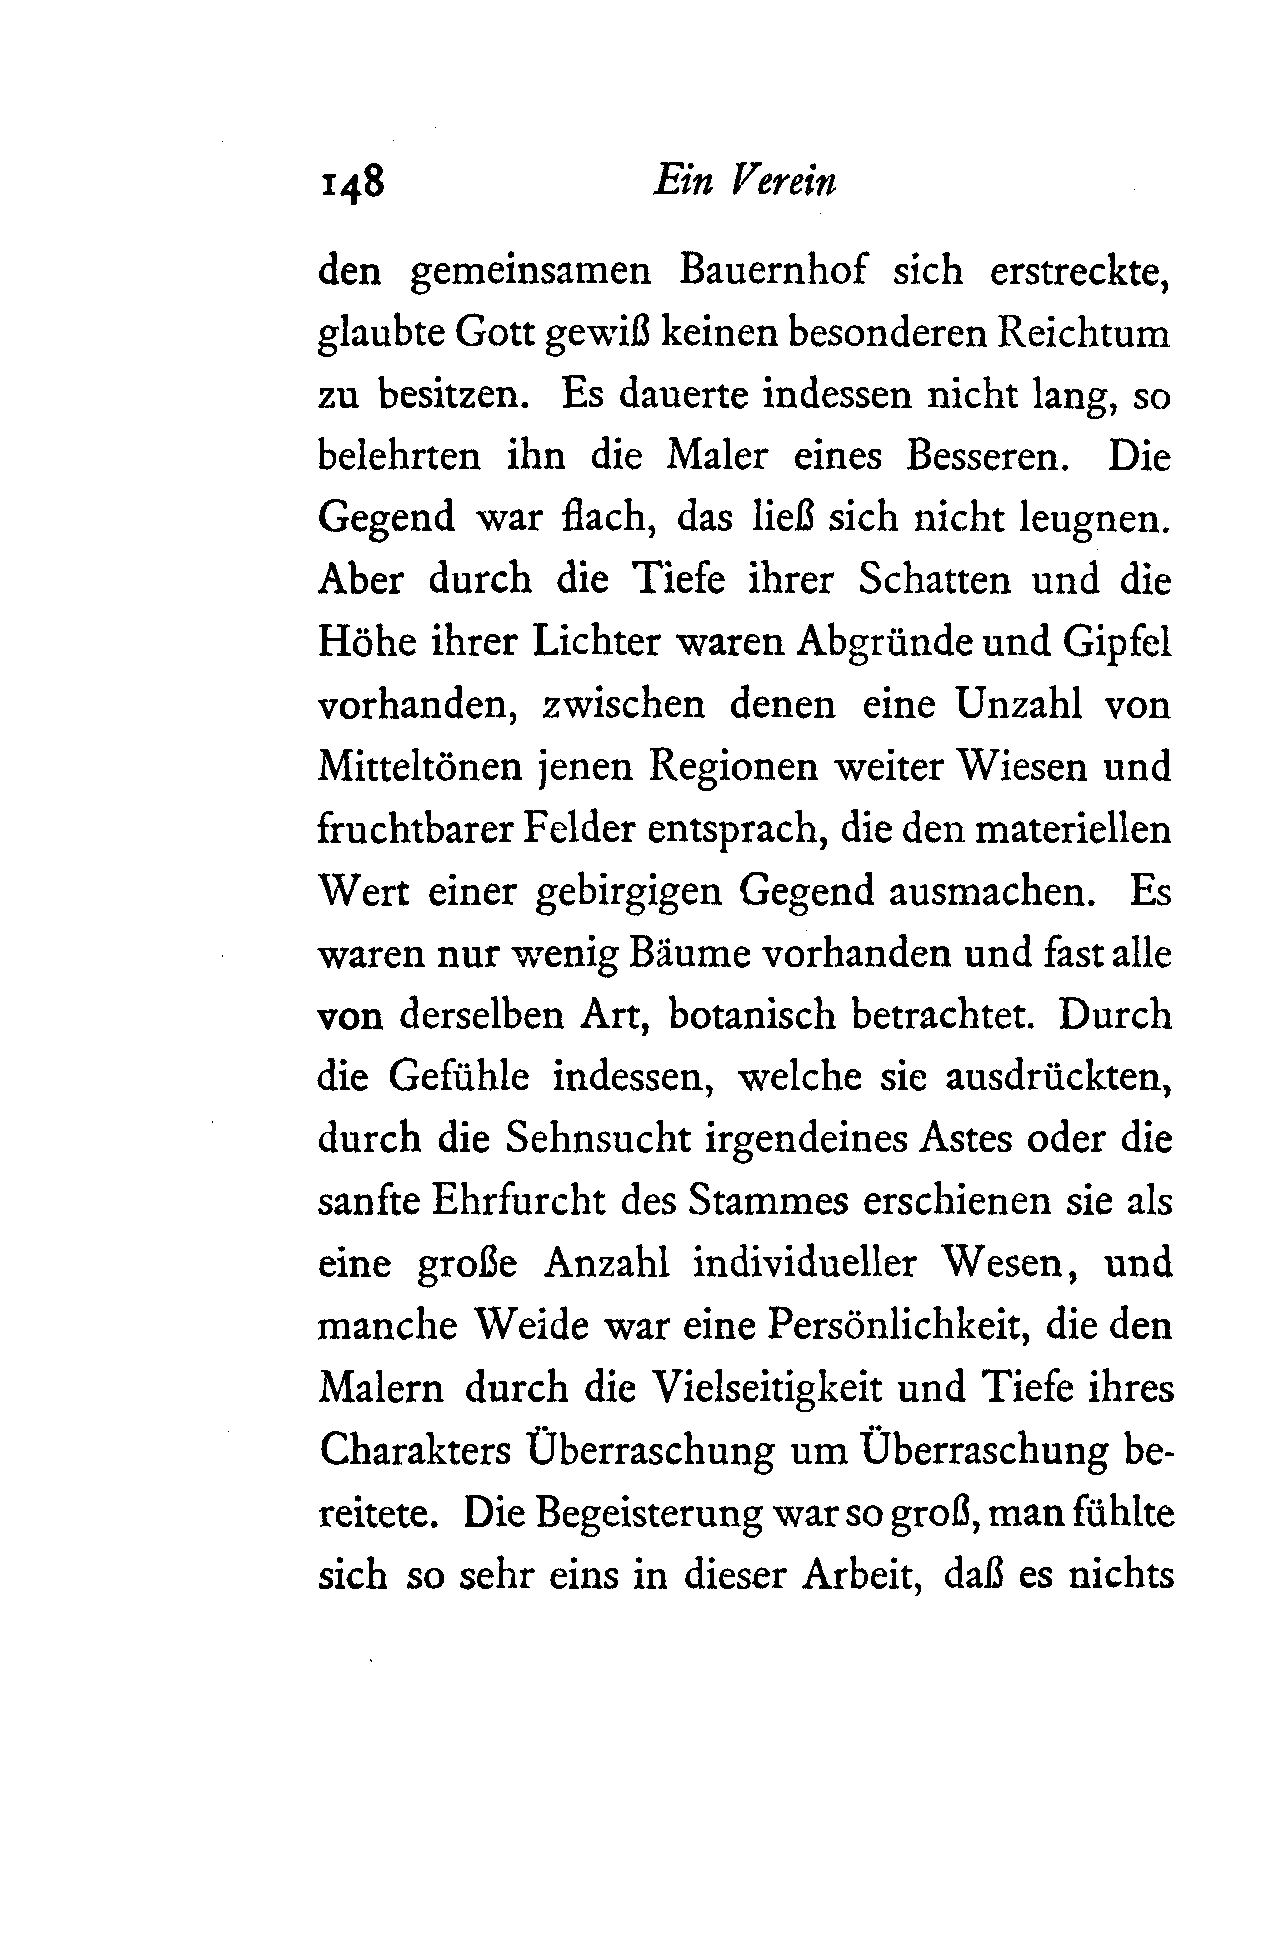 148 Ein Verein
den gemeinsamen Bauernhof sich erstreckte,
glaubte Gott gewiß keinen besonderen Reichtum
zu besitzen. Es dauerte indessen nicht lang, so
belehrten ihn die Maler eines Besseren. Die
Gegend war flach, das ließ sich nicht leugnen.
Aber durch die Tiefe ihrer Schatten und die
Höhe ihrer Lichter waren Abgründe und Gipfel
vorhanden, zwischen denen eine Unzahl von
Mitteltönen jenen Regionen weiter Wiesen und
fruchtbarer Felder entsprach, die den materiellen
Wert einer gebirgigen Gegend ausmachen. Es
waren nur wenig Bäume vorhanden und fast alle
von derselben Art, botanisch betrachtet. Durch
die Gefühle indessen, welche sie ausdrückten,
durch die Sehnsucht irgendeines Astes oder die
sanfte Ehrfurcht des Stammes erschienen sie als
eine große Anzahl individueller Wesen, und
manche Weide war eine Persönlichkeit, die den
Malern durch die Vielseitigkeit und Tiefe ihres
Charakters Überraschung um Überraschung be-
reitete. Die Begeisterung war so groß, man fühlte
sich so sehr eins in dieser Arbeit, daß es nichts